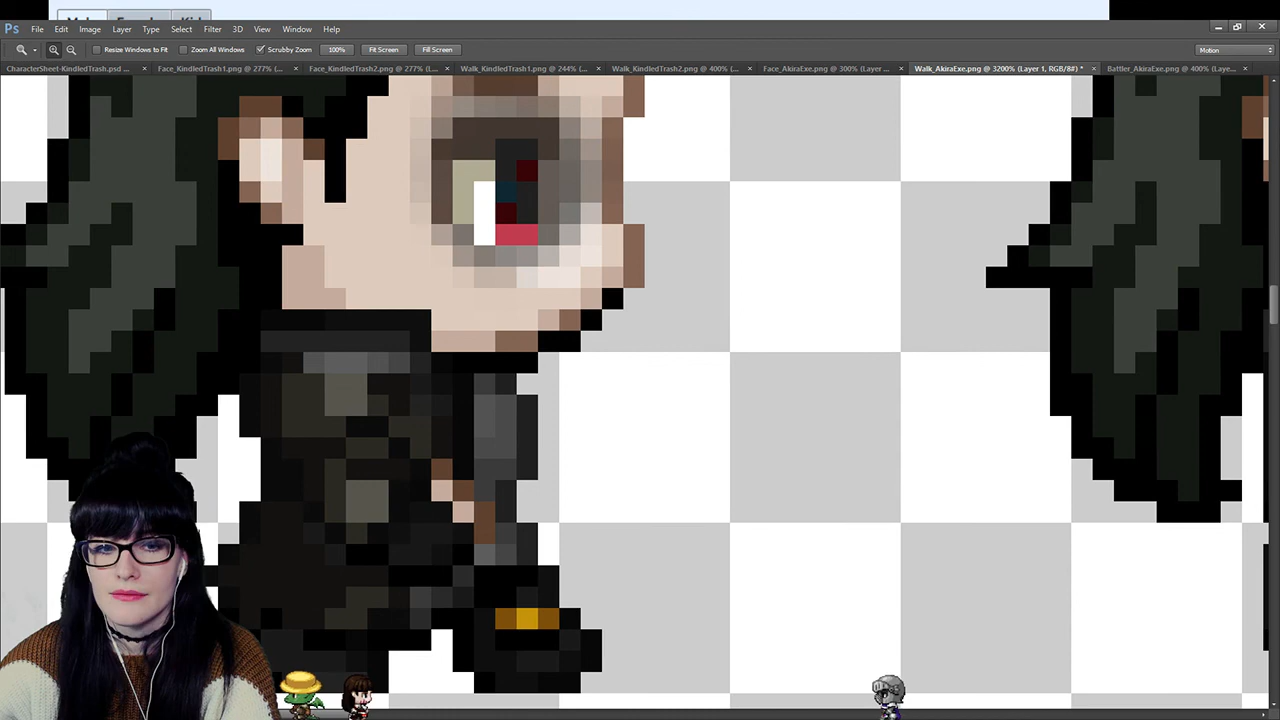 Ps File Edit Image Layer Type Select Filter 3D View Window Help
Resize Windows to Fit Zoom All Windows Scrubby Zoom 100% Fit Screen Fill Screen Motion
CharacterSheet-KindledTrash.psd ... Face_KindledTrash1.png @ 277% (L... Face_KindledTrash2.png @ 277% (L... Walk_KindledTrash1.png @ 244% (... Walk_KindledTrash2.png @ 400% (... Face_AkiraExe.png @ 300% (Layer ... Walk_AkiraExe.png @ 3200% (Layer 1, RGB/8#) * Battler_AkiraExe.png @ 400% (Laye...